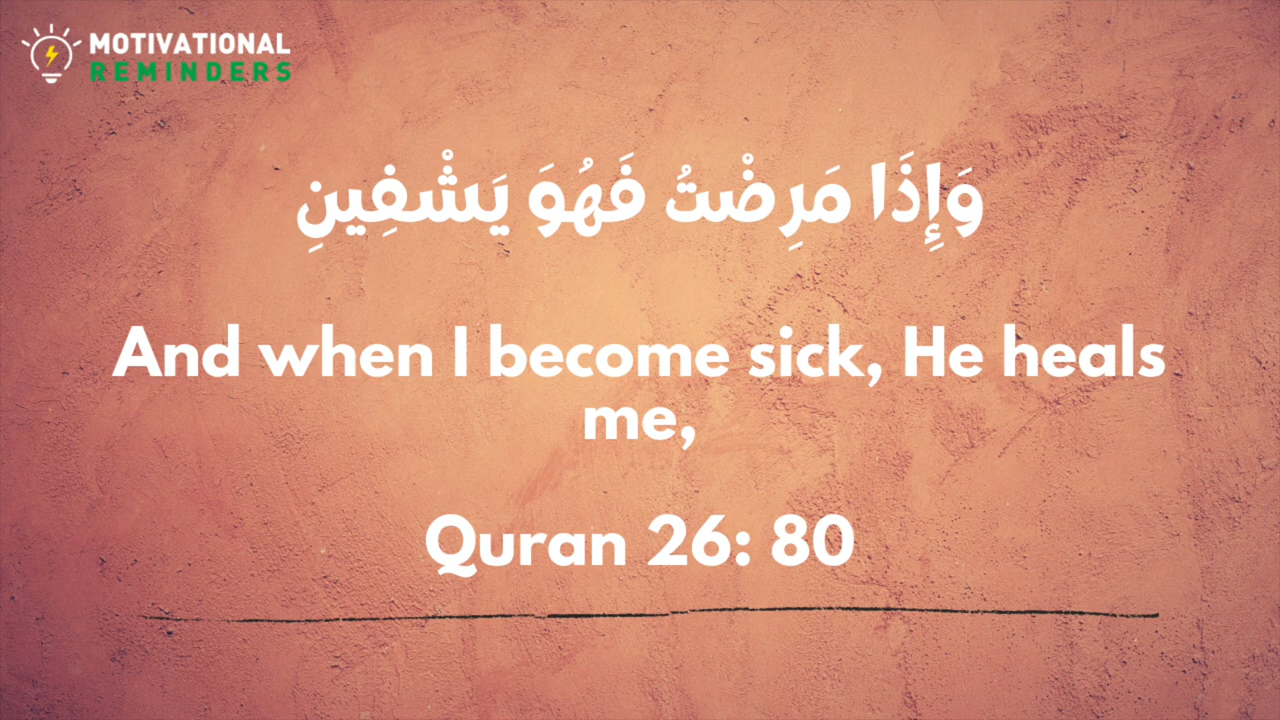 MOTIVATIONAL
REMINDERS
وَإِذَا مَرِضْتُ فَهُوَ يَشْفِينِ
And when I become sick, He heals
me,
Quran 26: 80